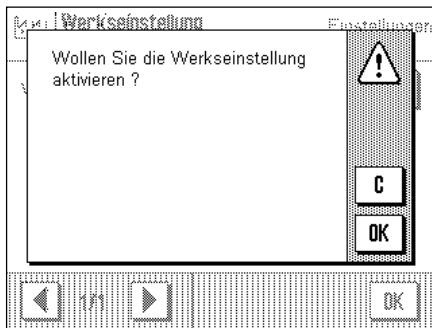 Werkseinstellung
Einstellungen
Wollen Sie die Werkseinstellung
aktivieren ?
C
OK
1/1
OK